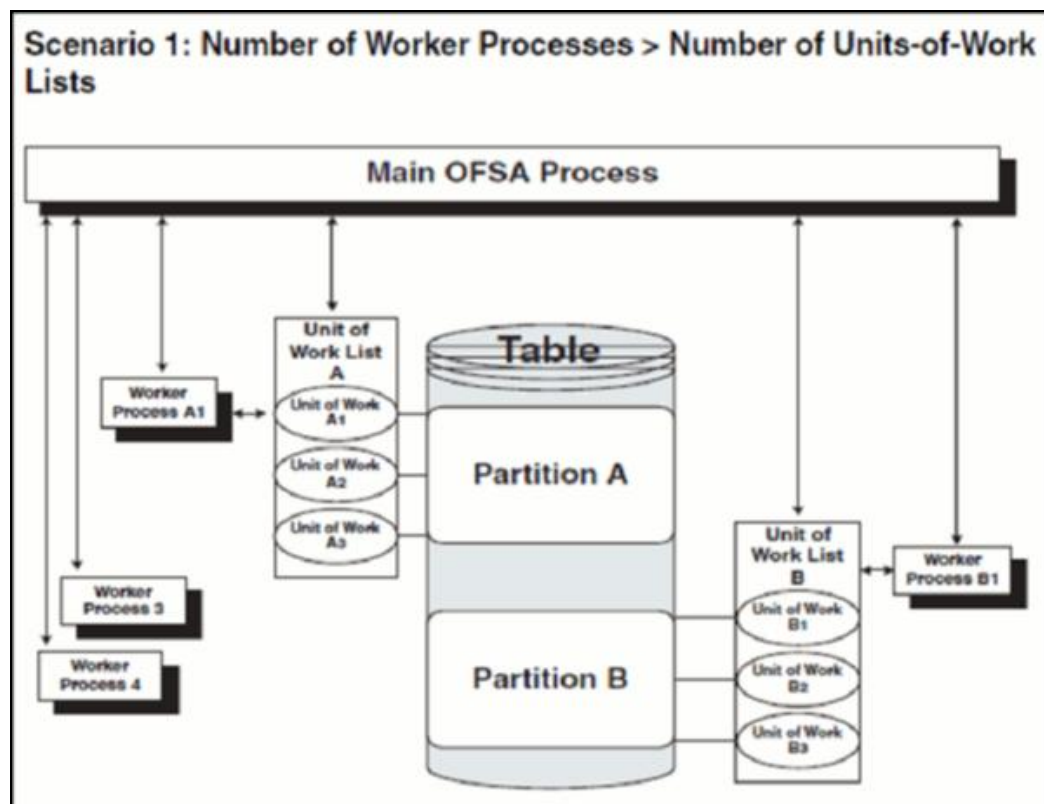 Scenario 1: Number of Worker Processes > Number of Units-of-Work
Lists
Main OFSA Process
Unit of
Work List
A
Table
Worker
Process A1
Unit of Work
A1
Unit of Work
A2
Unit of Work
A3
Partition A
Unit of
Work List
B
Worker
Process B1
Worker
Process 3
Unit of Work
B1
Worker
Process 4
Partition B
Unit of Work
B2
Unit of Work
B3